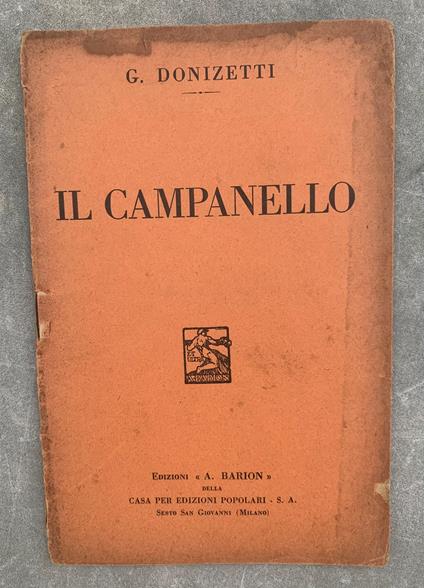 G. DONIZETTI
IL CAMPANELLO
EDIZIONI « A. BARION »
DELLA
CASA PER EDIZIONI POPOLARI - S. A.
SESTO SAN GIOVANNI (MILANO)